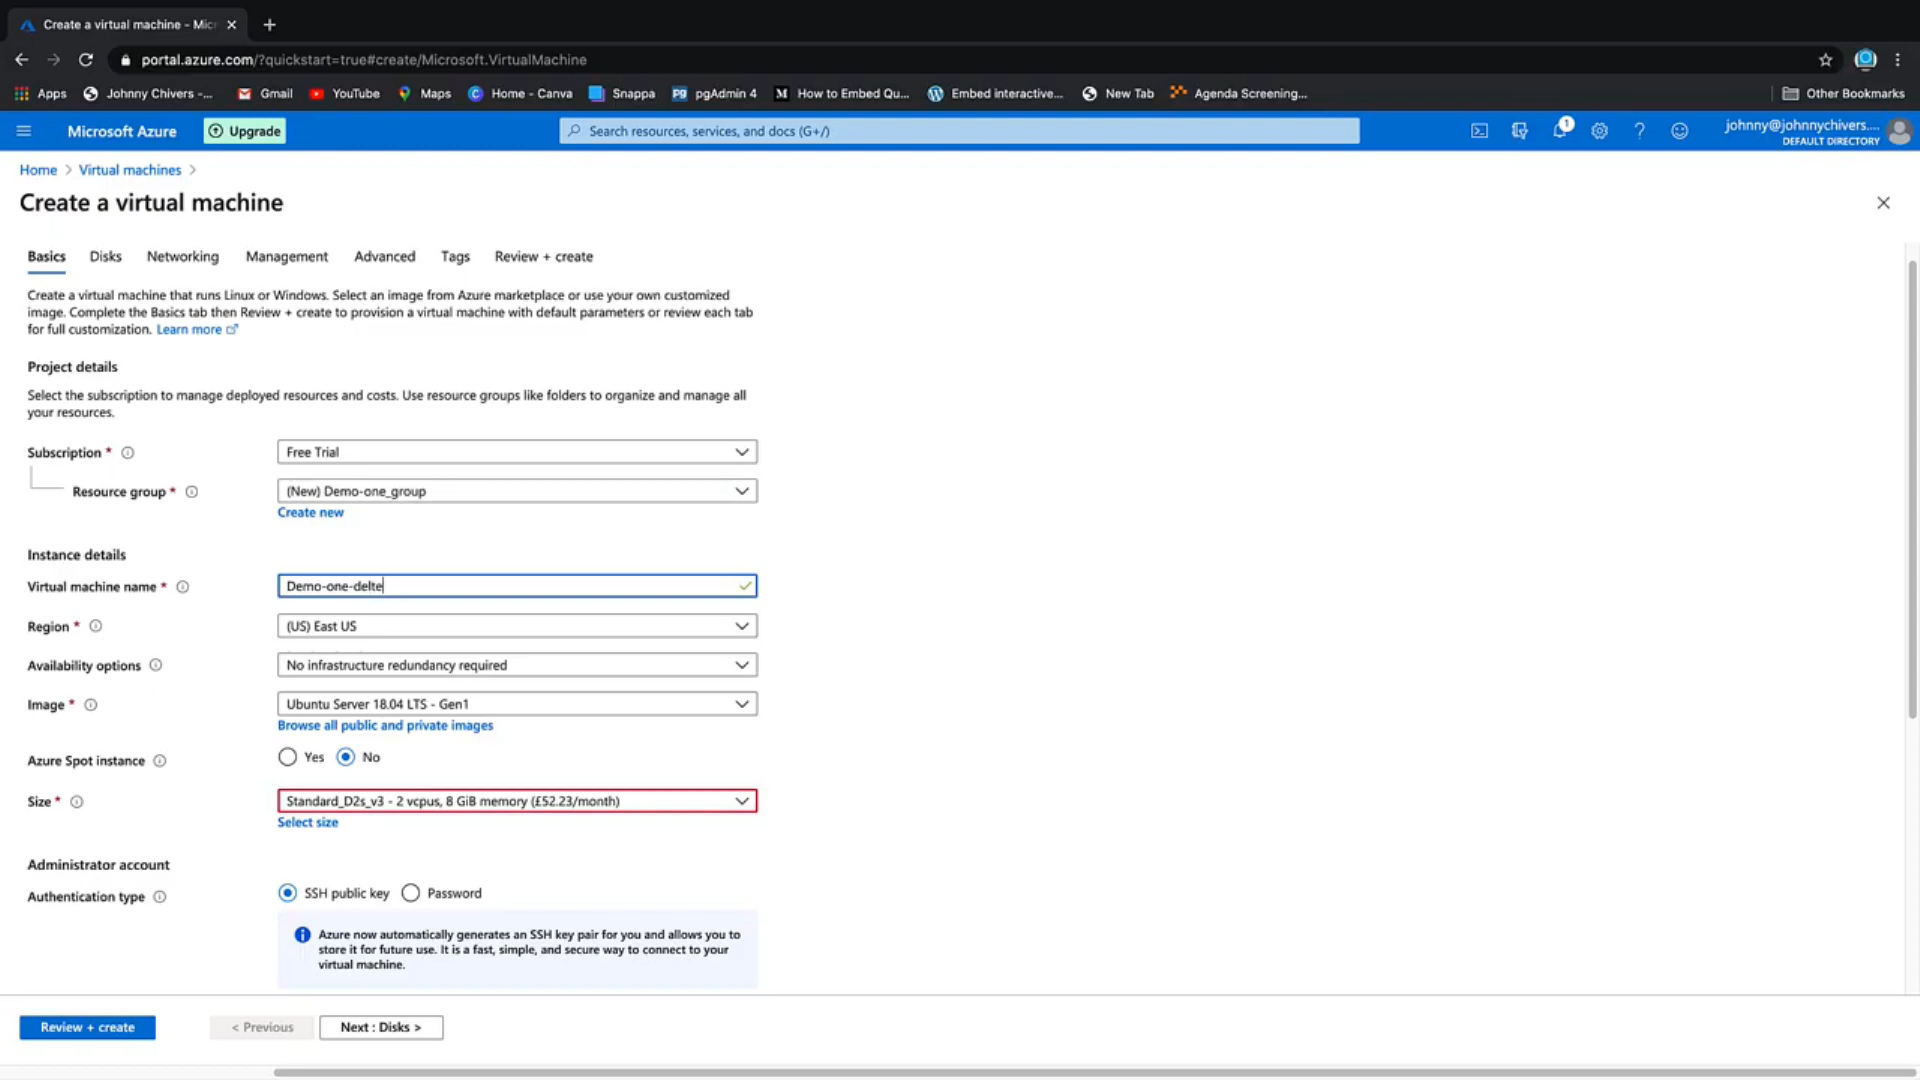 Create a virtual machine - Micr
portal.azure.com/?quickstart=true#create/Microsoft.VirtualMachine
Apps Johnny Chivers -... Gmail YouTube Maps Home - Canva Snappa pgAdmin 4 How to Embed Qu... Embed interactive... New Tab Agenda Screening... Other Bookmarks
Microsoft Azure Upgrade Search resources, services, and docs (G+/) 1 johnny@johnnychivers....
DEFAULT DIRECTORY
Home > Virtual machines >
Create a virtual machine
Basics Disks Networking Management Advanced Tags Review + create
Create a virtual machine that runs Linux or Windows. Select an image from Azure marketplace or use your own customized
image. Complete the Basics tab then Review + create to provision a virtual machine with default parameters or review each tab
for full customization. Learn more
Project details
Select the subscription to manage deployed resources and costs. Use resource groups like folders to organize and manage all
your resources.
Subscription * Free Trial
Resource group * (New) Demo-one_group
Create new
Instance details
Virtual machine name * Demo-one-delte
Region * (US) East US
Availability options No infrastructure redundancy required
Image * Ubuntu Server 18.04 LTS - Gen1
Browse all public and private images
Azure Spot instance Yes No
Size * Standard_D2s_v3 - 2 vcpus, 8 GiB memory (£52.23/month)
Select size
Administrator account
Authentication type SSH public key Password
Azure now automatically generates an SSH key pair for you and allows you to
store it for future use. It is a fast, simple, and secure way to connect to your
virtual machine.
Review + create < Previous Next : Disks >